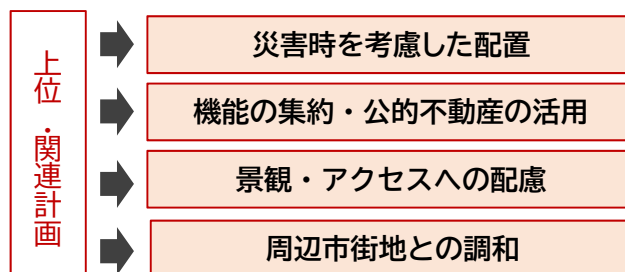 上位・関連計画
災害時を考慮した配置
機能の集約・公的不動産の活用
景観・アクセスへの配慮
周辺市街地との調和